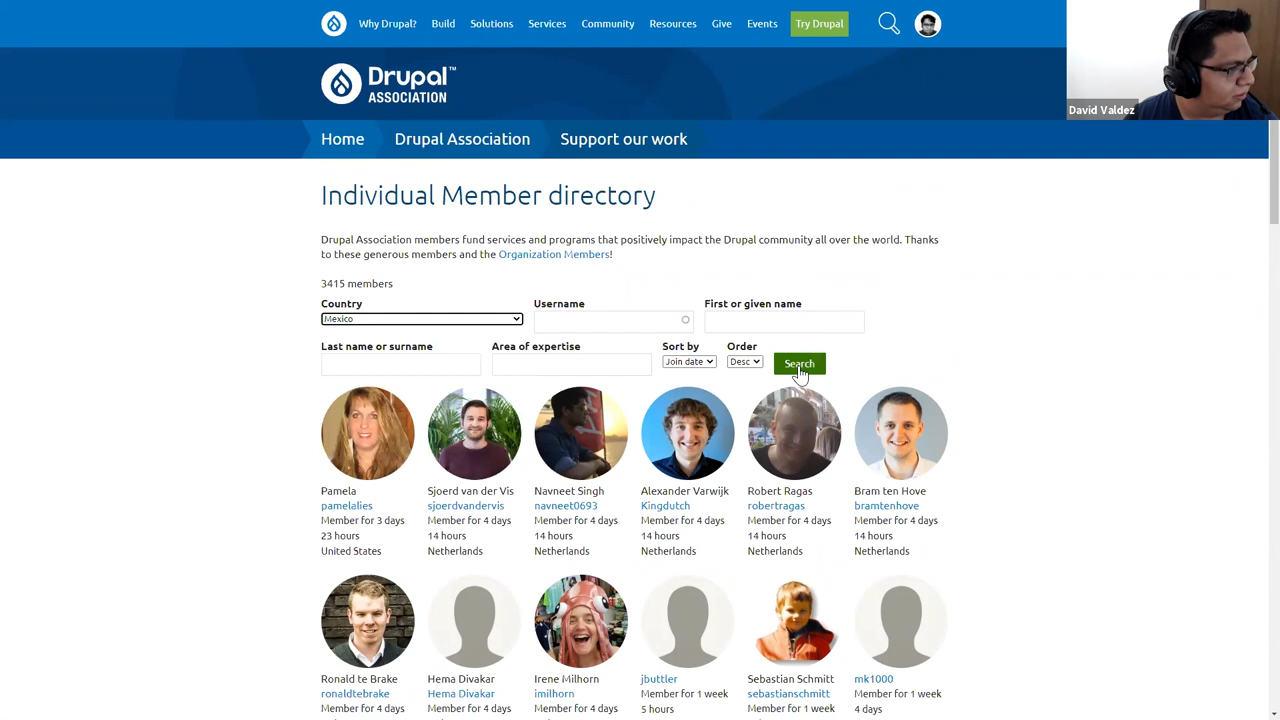 Why Drupal? Build Solutions Services Community Resources Give Events Try Drupal
David Valdez
Drupal™
ASSOCIATION
Home Drupal Association Support our work
Individual Member directory
Drupal Association members fund services and programs that positively impact the Drupal community all over the world. Thanks
to these generous members and the Organization Members!
3415 members
Country Username First or given name
Mexico
Last name or surname Area of expertise Sort by Order
Join date Desc Search
Pamela Sjoerd van der Vis Navneet Singh Alexander Varwijk Robert Ragas Bram ten Hove
pamelalies sjoerdvandervis navneet0693 Kingdutch robertragas bramtenhove
Member for 3 days Member for 4 days Member for 4 days Member for 4 days Member for 4 days Member for 4 days
23 hours 14 hours 14 hours 14 hours 14 hours 14 hours
United States Netherlands Netherlands Netherlands Netherlands Netherlands
Ronald te Brake Hema Divakar Irene Milhorn jbuttler Sebastian Schmitt mk1000
ronaldtebrake Hema Divakar imilhorn Member for 1 week sebastianschmitt Member for 1 week
Member for 4 days Member for 4 days Member for 4 days 5 hours Member for 1 week 4 days